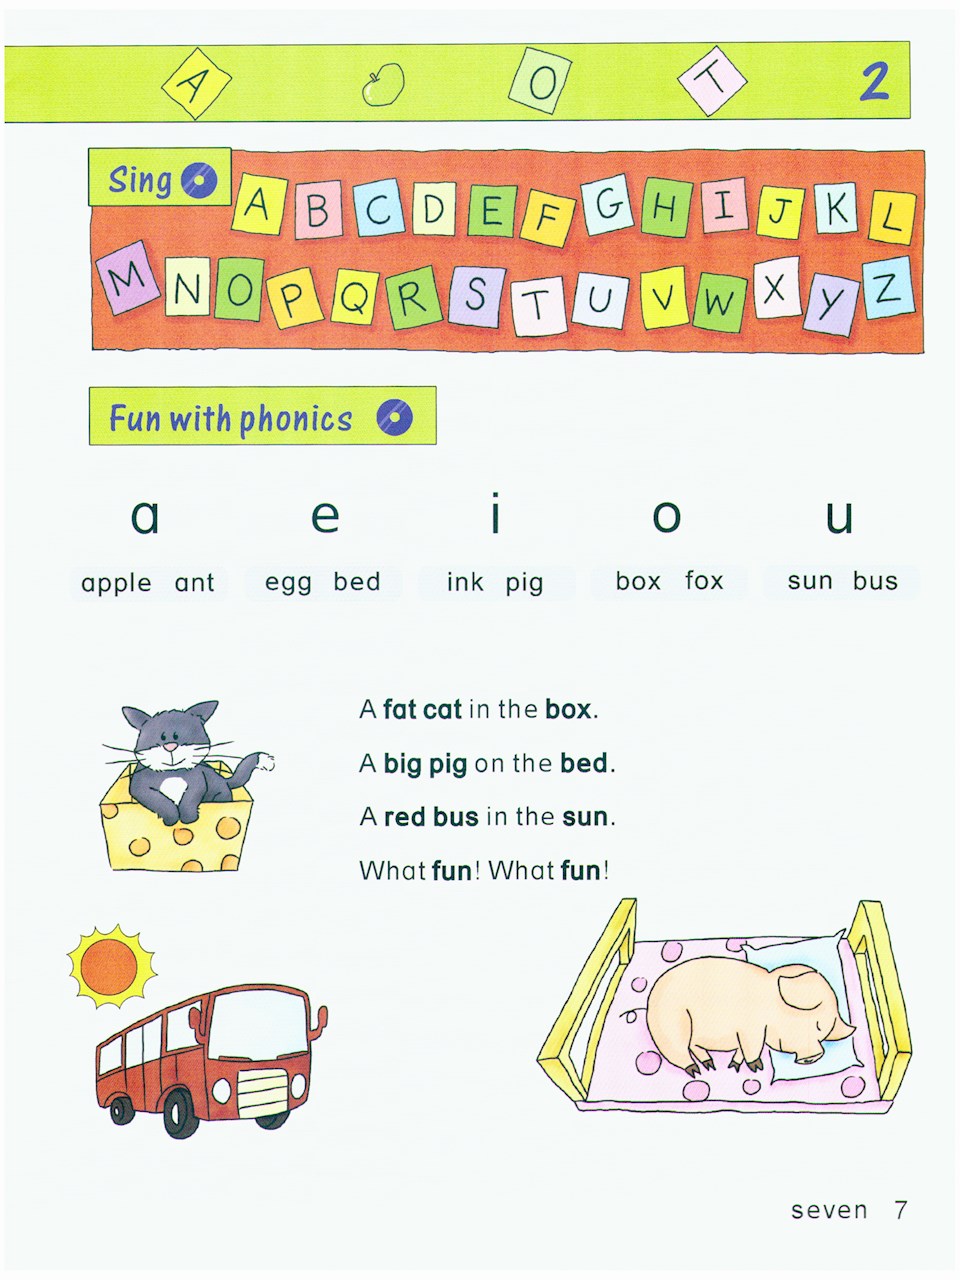 A O T 2
Sing
A B C D E F G H I J K L
M N O P Q R S T U V W X Y Z
Fun with phonics
a e i o u
apple ant egg bed ink pig box fox sun bus
A fat cat in the box.
A big pig on the bed.
A red bus in the sun.
What fun! What fun!
seven 7